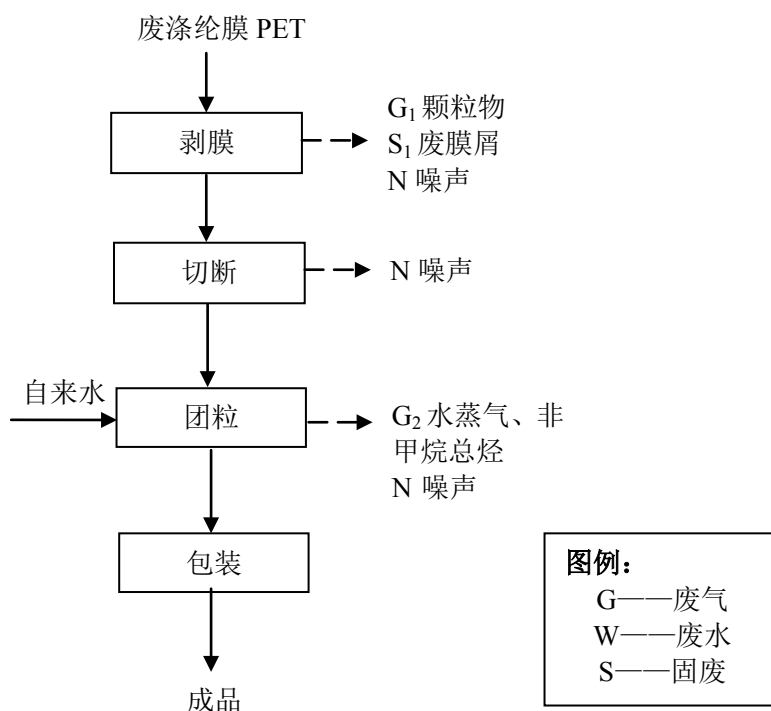 废涤纶膜 PET
剥膜
G₁ 颗粒物
S₁ 废膜屑
N 噪声
切断
N 噪声
自来水
团粒
G₂ 水蒸气、非
甲烷总烃
N 噪声
包装
成品
图例：
G——废气
W——废水
S——固废